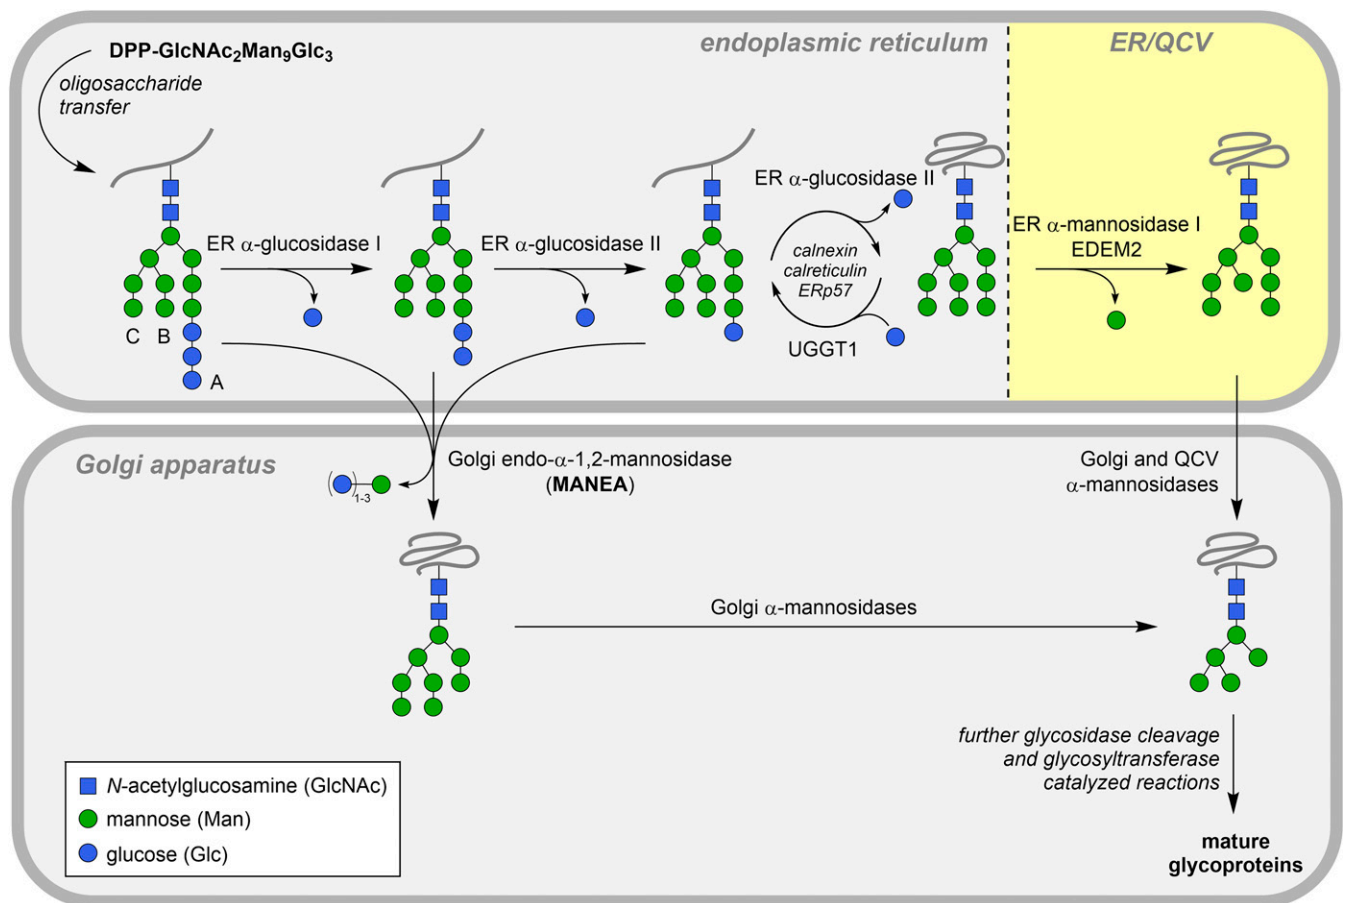 DPP-GlcNAc₂Man₉Glc₃
oligosaccharide
transfer
endoplasmic reticulum
ER/QCV
ER α-glucosidase I
ER α-glucosidase II
ER α-glucosidase II
calnexin
calreticulin
ERp57
UGGT1
ER α-mannosidase I
EDEM2
C
B
A
Golgi apparatus
( )1-3
Golgi endo-α-1,2-mannosidase
(MANEA)
Golgi and QCV
α-mannosidases
Golgi α-mannosidases
further glycosidase cleavage
and glycosyltransferase
catalyzed reactions
mature
glycoproteins
N-acetylglucosamine (GlcNAc)
mannose (Man)
glucose (Glc)